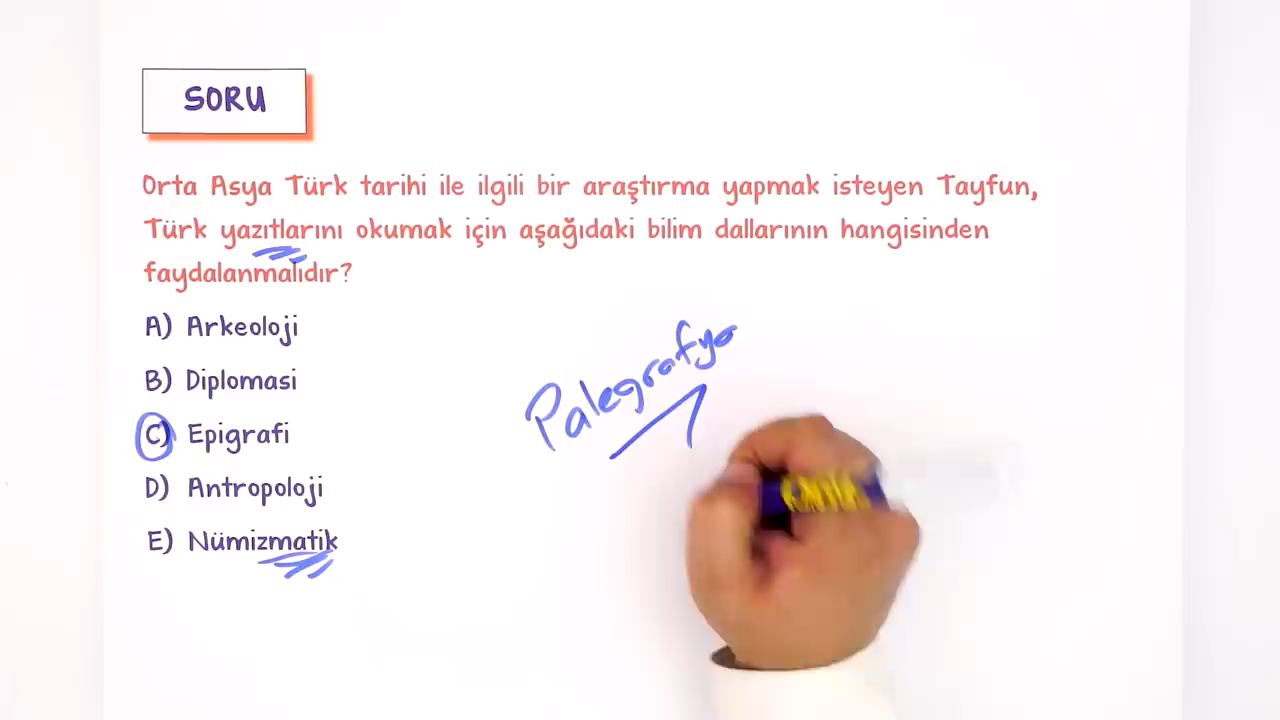 SORU
Orta Asya Türk tarihi ile ilgili bir araştırma yapmak isteyen Tayfun,
Türk yazıtlarını okumak için aşağıdaki bilim dallarının hangisinden
faydalanmalıdır?
A) Arkeoloji
B) Diplomasi
C) Epigrafi
D) Antropoloji
E) Nümizmatik
Palegrafya